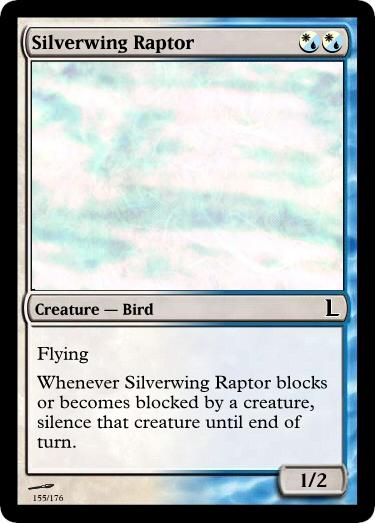 Silverwing Raptor
Creature — Bird
L
Flying
Whenever Silverwing Raptor blocks
or becomes blocked by a creature,
silence that creature until end of
turn.
1/2
155/176